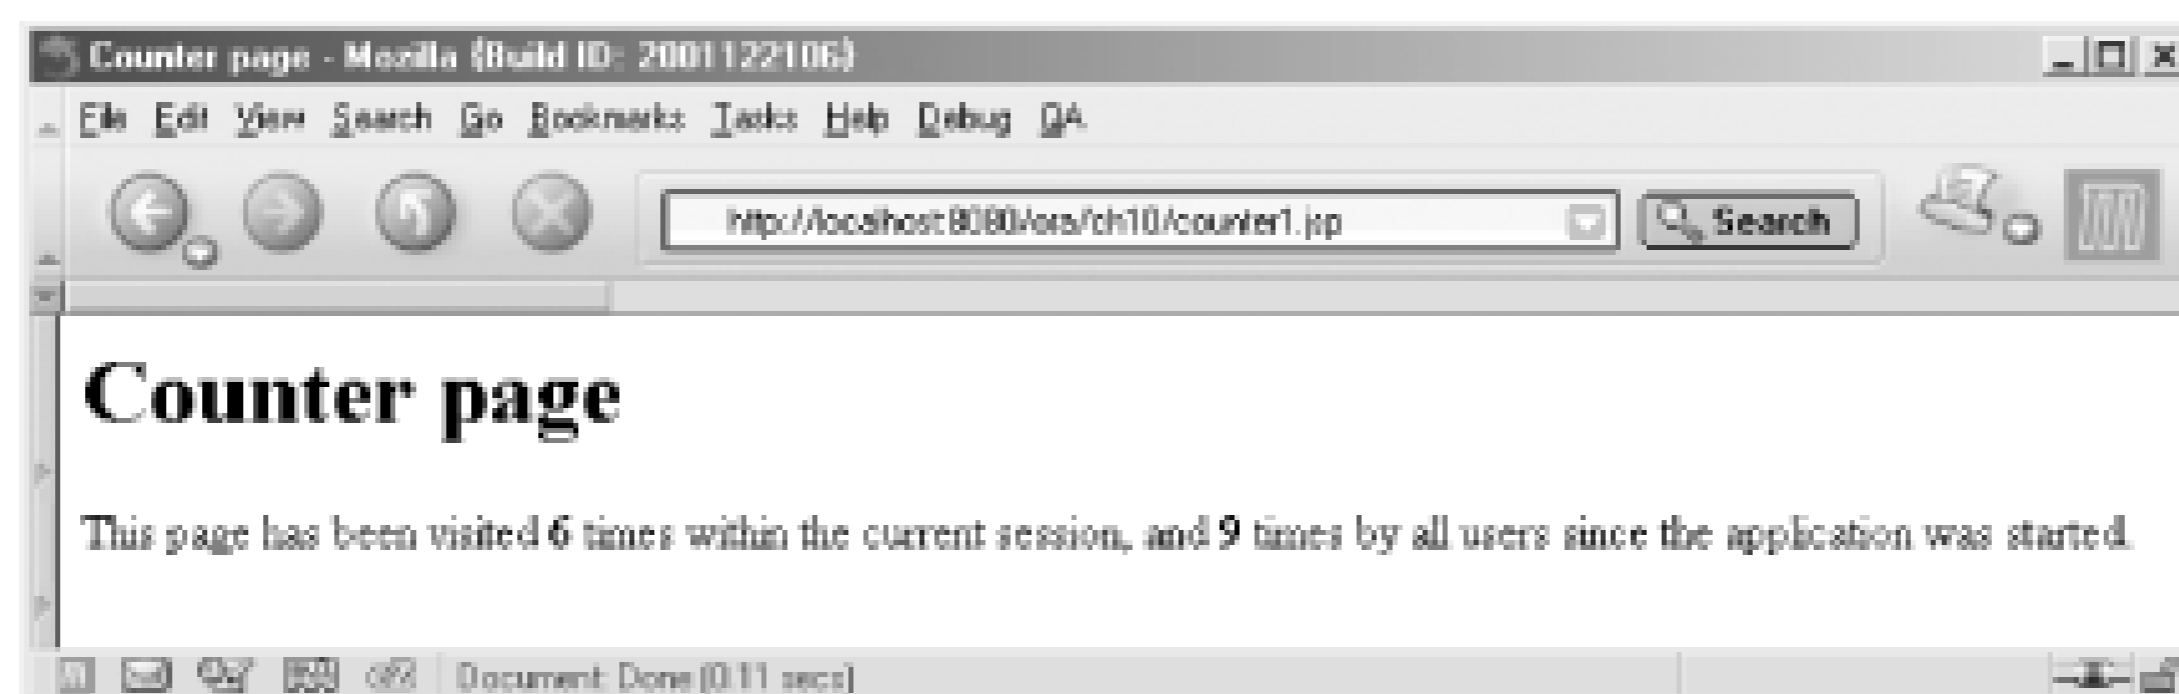 Counter page - Mozilla {Build ID: 2001122106}
File Edit View Search Go Bookmarks Tasks Help Debug QA
http://localhost:8080/ora/ch10/counter1.jsp Search
Counter page
This page has been visited 6 times within the current session, and 9 times by all users since the application was started.
Document: Done (0.11 secs)